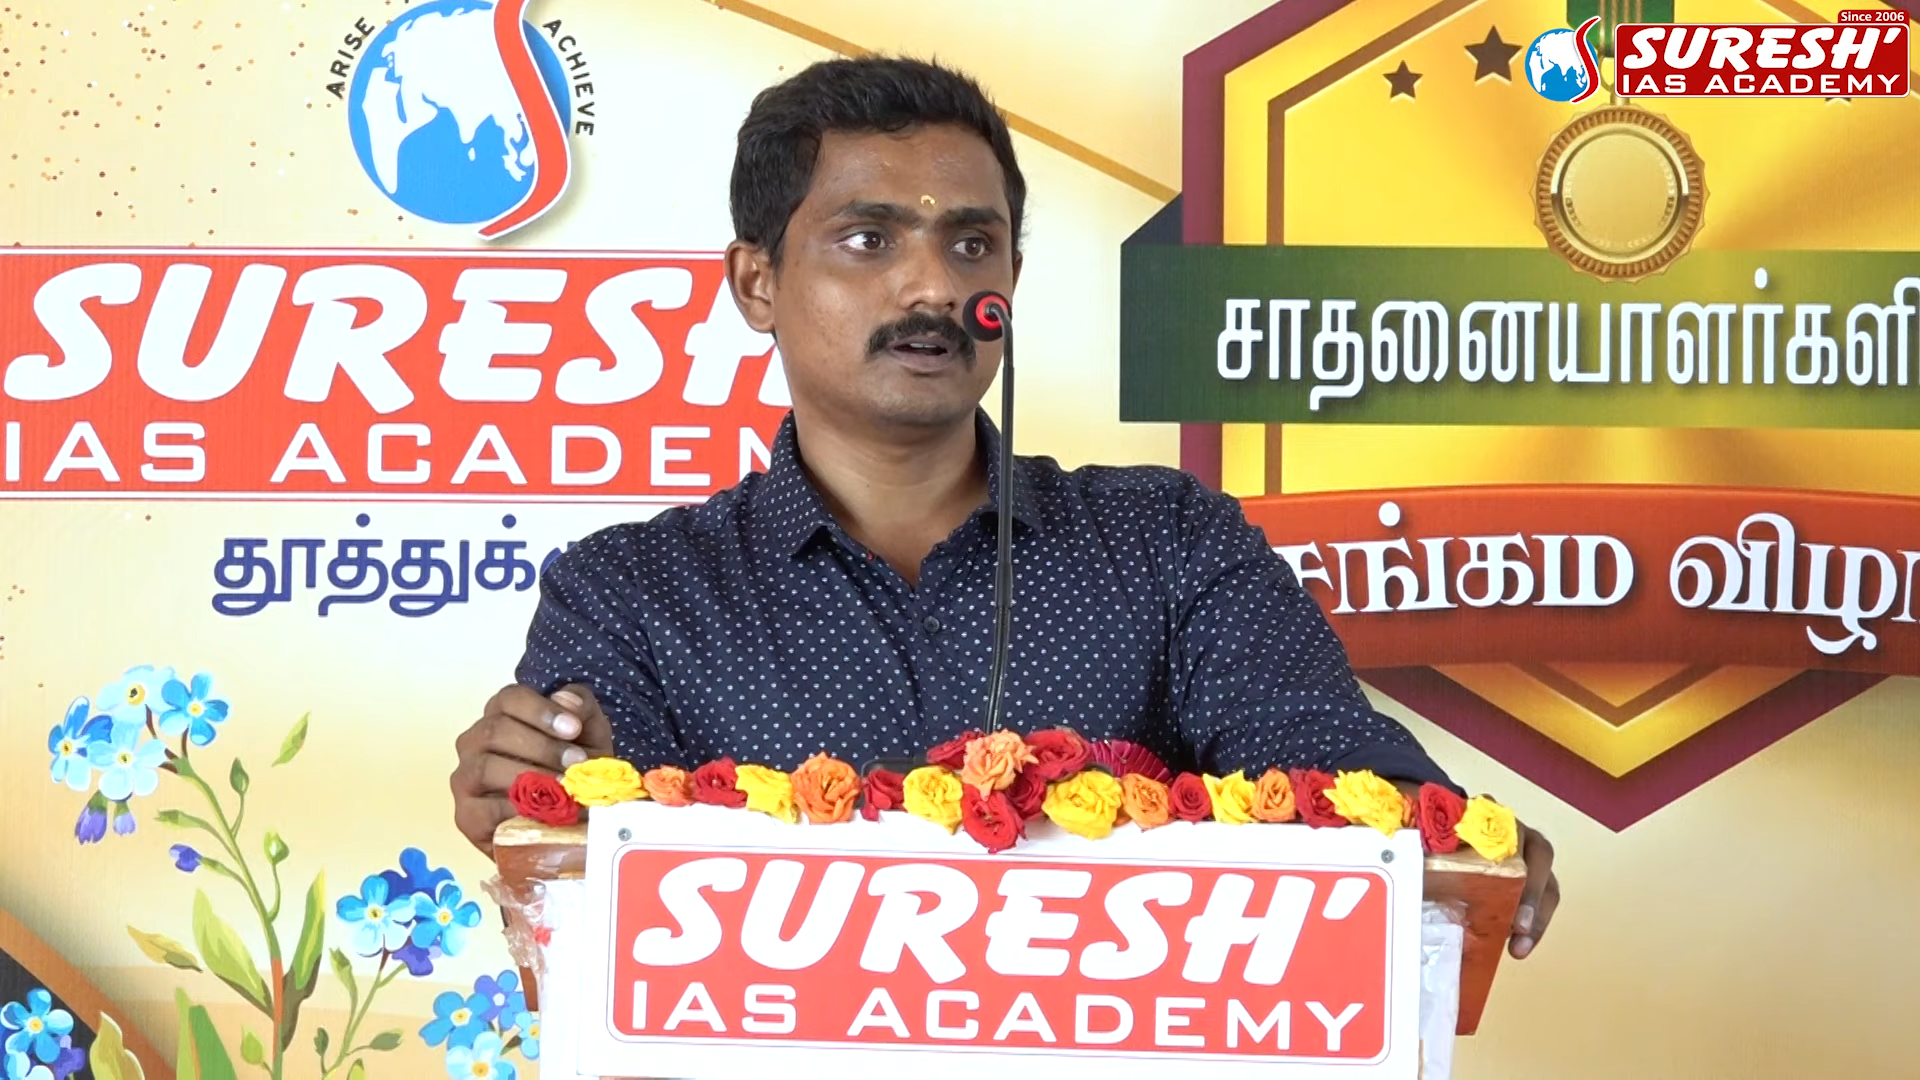 ARISE
ACHIEVE
SURESH
IAS ACADEM
தூத்துக்
Since 2006
SURESH'
IAS ACADEMY
சாதனையாளர்களி
சங்கம விழா
SURESH'
IAS ACADEMY